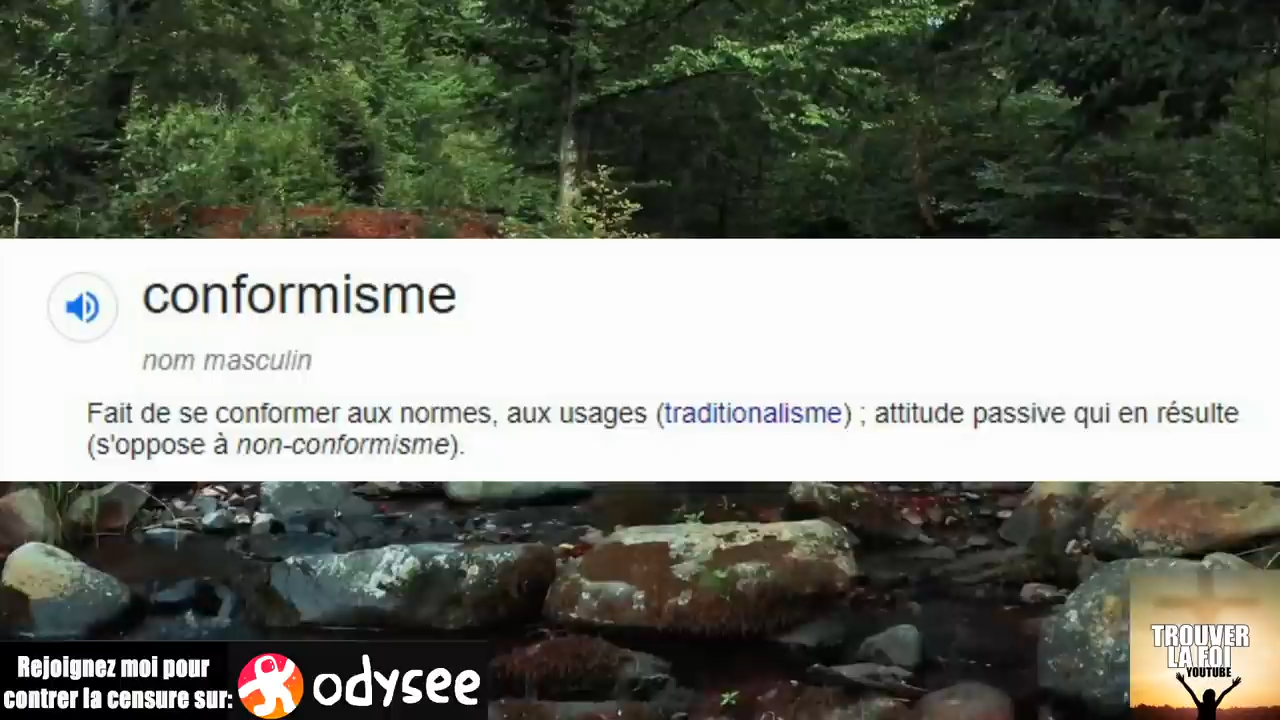 conformisme
nom masculin
Fait de se conformer aux normes, aux usages (traditionalisme) ; attitude passive qui en résulte
(s'oppose à non-conformisme).
Rejoignez moi pour
contrer la censure sur:
odysee
TROUVER
LA FOI
YOUTUBE